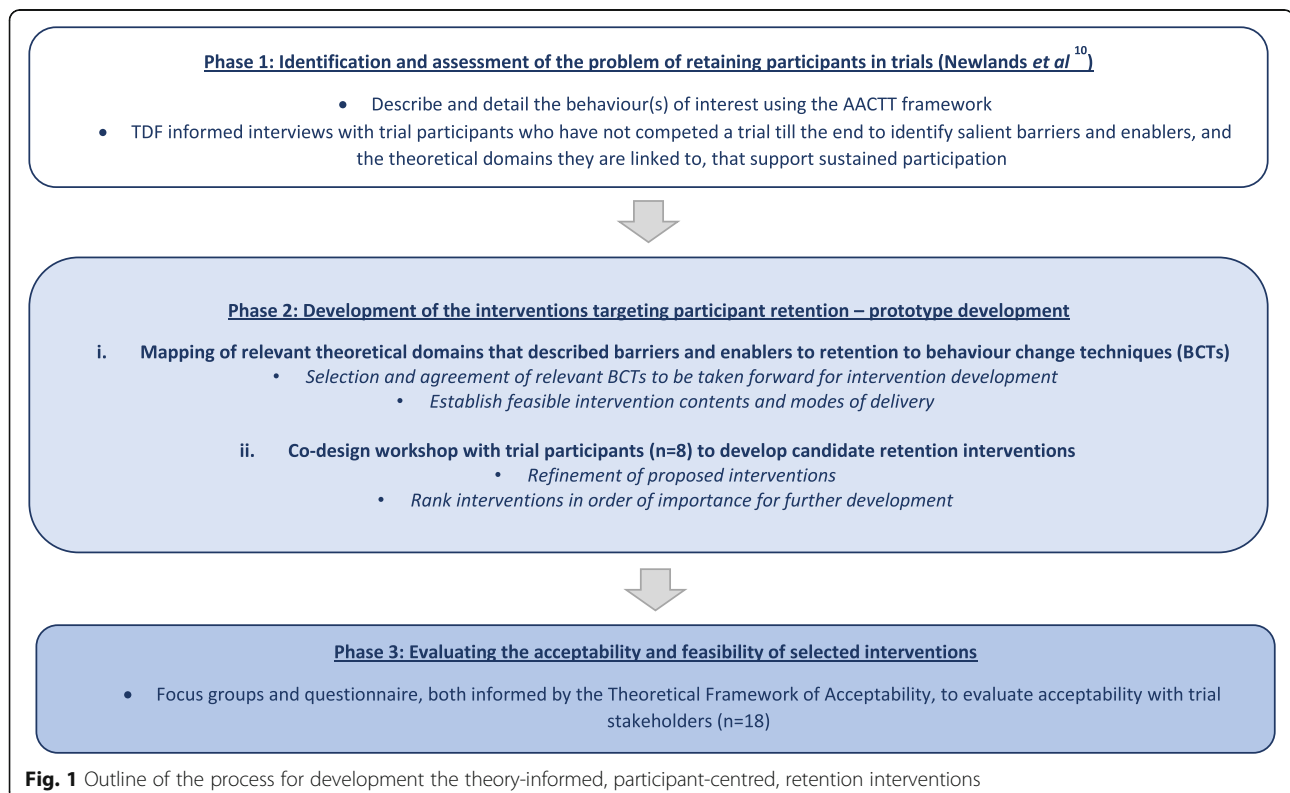 Phase 1: Identification and assessment of the problem of retaining participants in trials (Newlands et al 10)
• Describe and detail the behaviour(s) of interest using the AACTT framework
• TDF informed interviews with trial participants who have not competed a trial till the end to identify salient barriers and enablers, and
the theoretical domains they are linked to, that support sustained participation
Phase 2: Development of the interventions targeting participant retention – prototype development
i. Mapping of relevant theoretical domains that described barriers and enablers to retention to behaviour change techniques (BCTs)
• Selection and agreement of relevant BCTs to be taken forward for intervention development
• Establish feasible intervention contents and modes of delivery
ii. Co-design workshop with trial participants (n=8) to develop candidate retention interventions
• Refinement of proposed interventions
• Rank interventions in order of importance for further development
Phase 3: Evaluating the acceptability and feasibility of selected interventions
• Focus groups and questionnaire, both informed by the Theoretical Framework of Acceptability, to evaluate acceptability with trial
stakeholders (n=18)
Fig. 1 Outline of the process for development the theory-informed, participant-centred, retention interventions